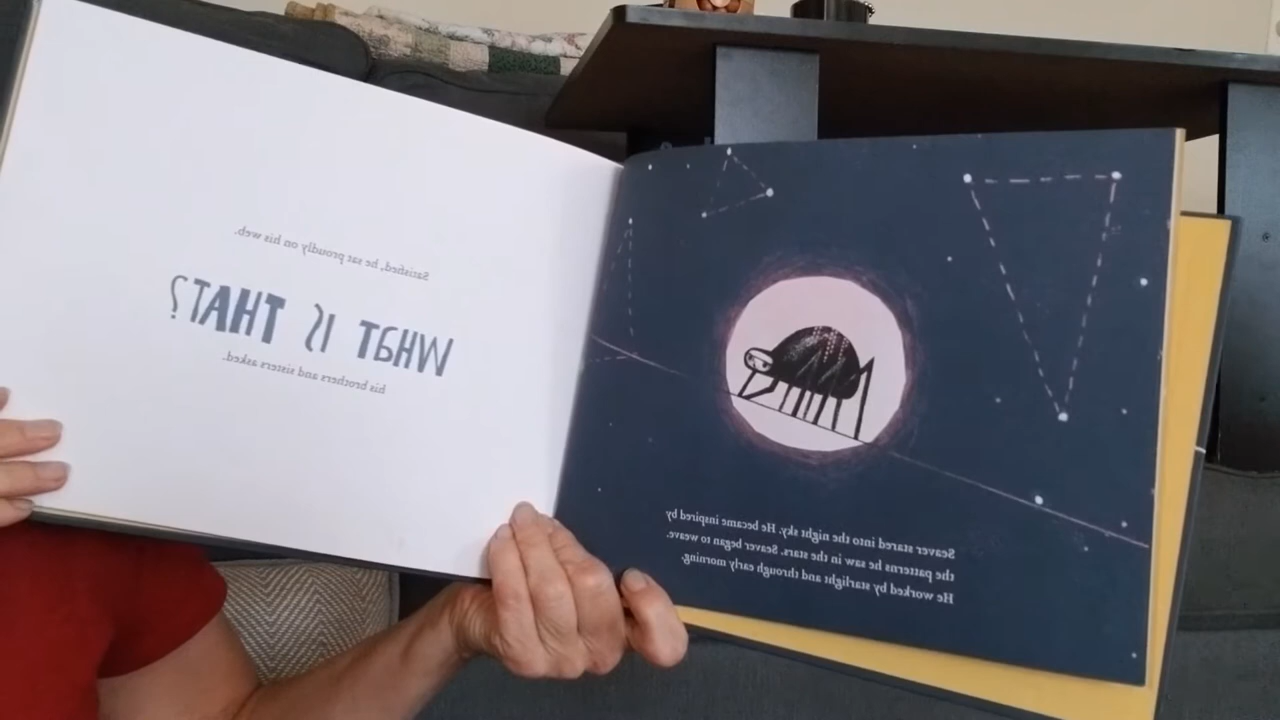 Seaver stared into the night sky. He became inspired by
the patterns he saw in the stars. Seaver began to weave.
He worked by starlight and through early morning.
Satisfied, he sat proudly on his web.
WHAT IS THAT?
his brothers and sisters asked.